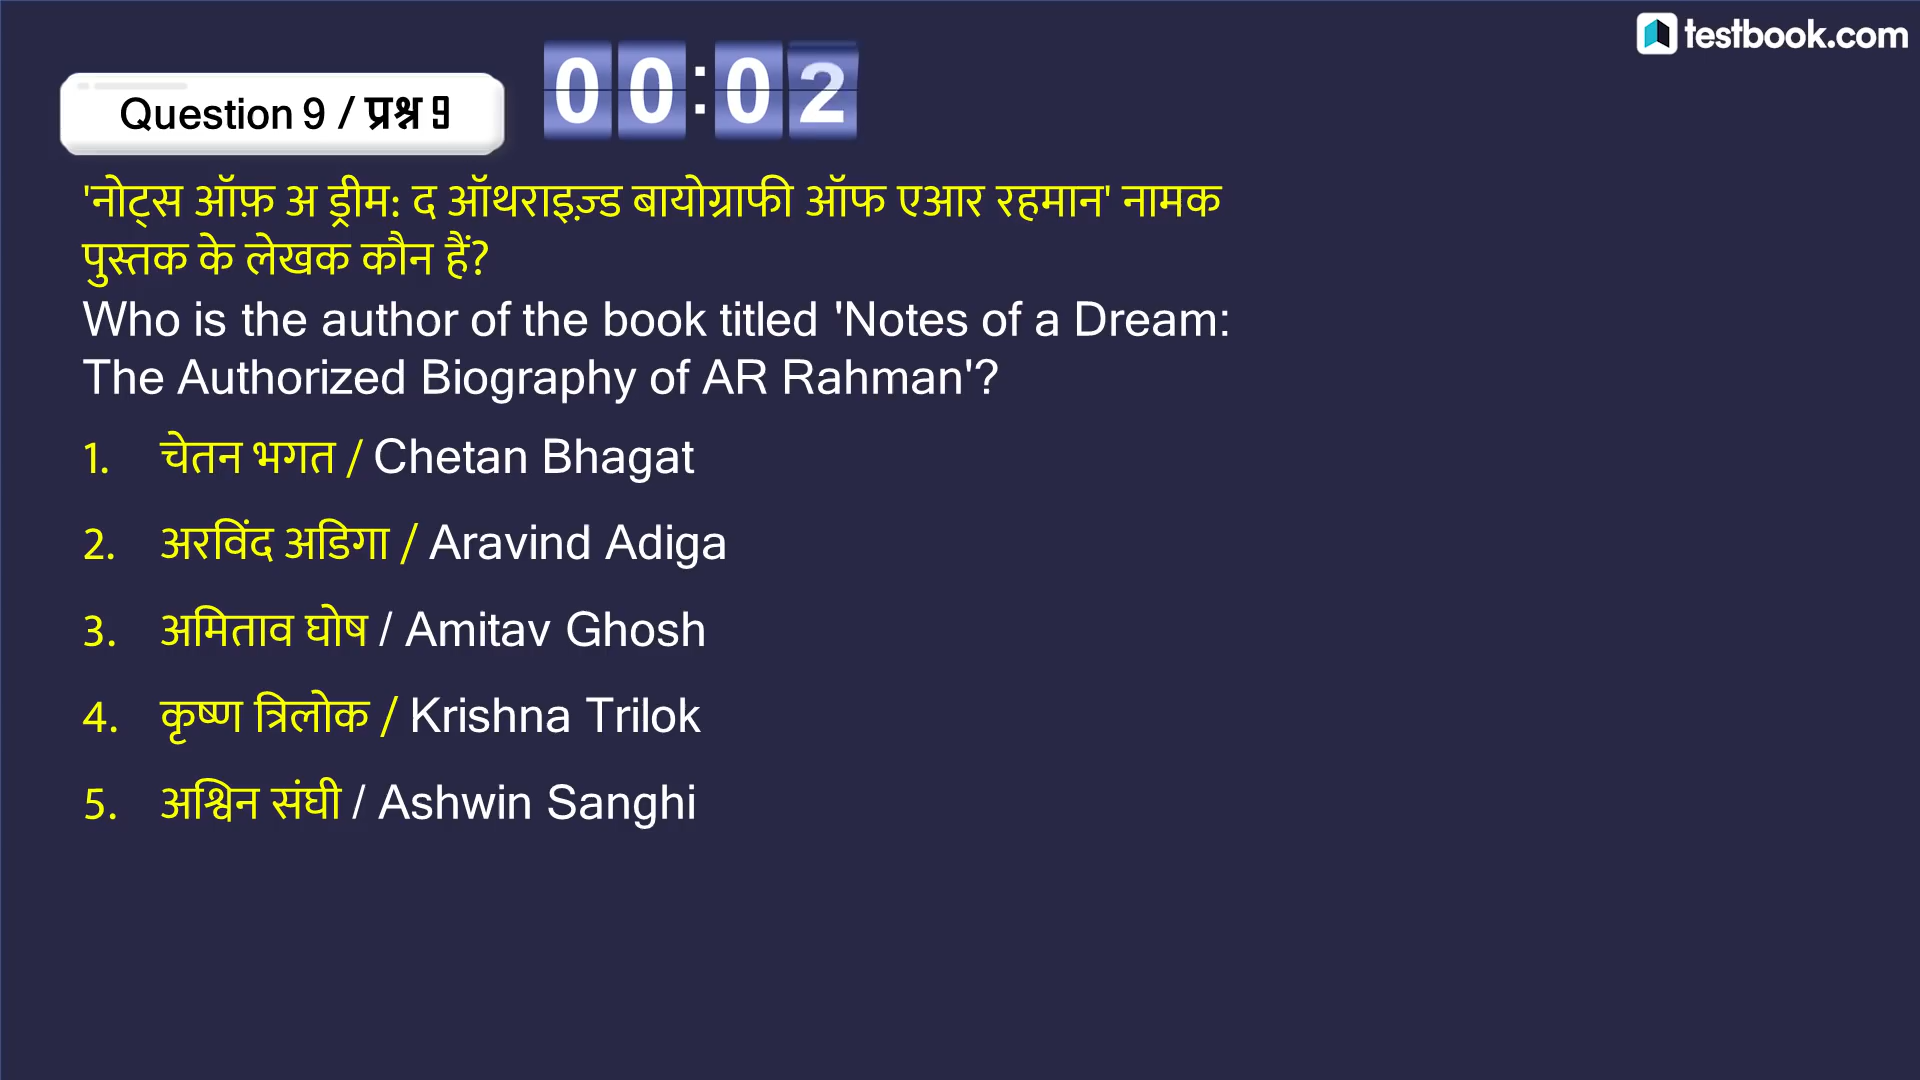 testbook.com
00:02
Question 9 / प्रश्न 9
'नोट्स ऑफ़ अ ड्रीम: द ऑथराइज़्ड बायोग्राफी ऑफ एआर रहमान' नामक
पुस्तक के लेखक कौन हैं?
Who is the author of the book titled 'Notes of a Dream:
The Authorized Biography of AR Rahman'?
1. चेतन भगत / Chetan Bhagat
2. अरविंद अडिगा / Aravind Adiga
3. अमिताव घोष / Amitav Ghosh
4. कृष्ण त्रिलोक / Krishna Trilok
5. अश्विन संघी / Ashwin Sanghi